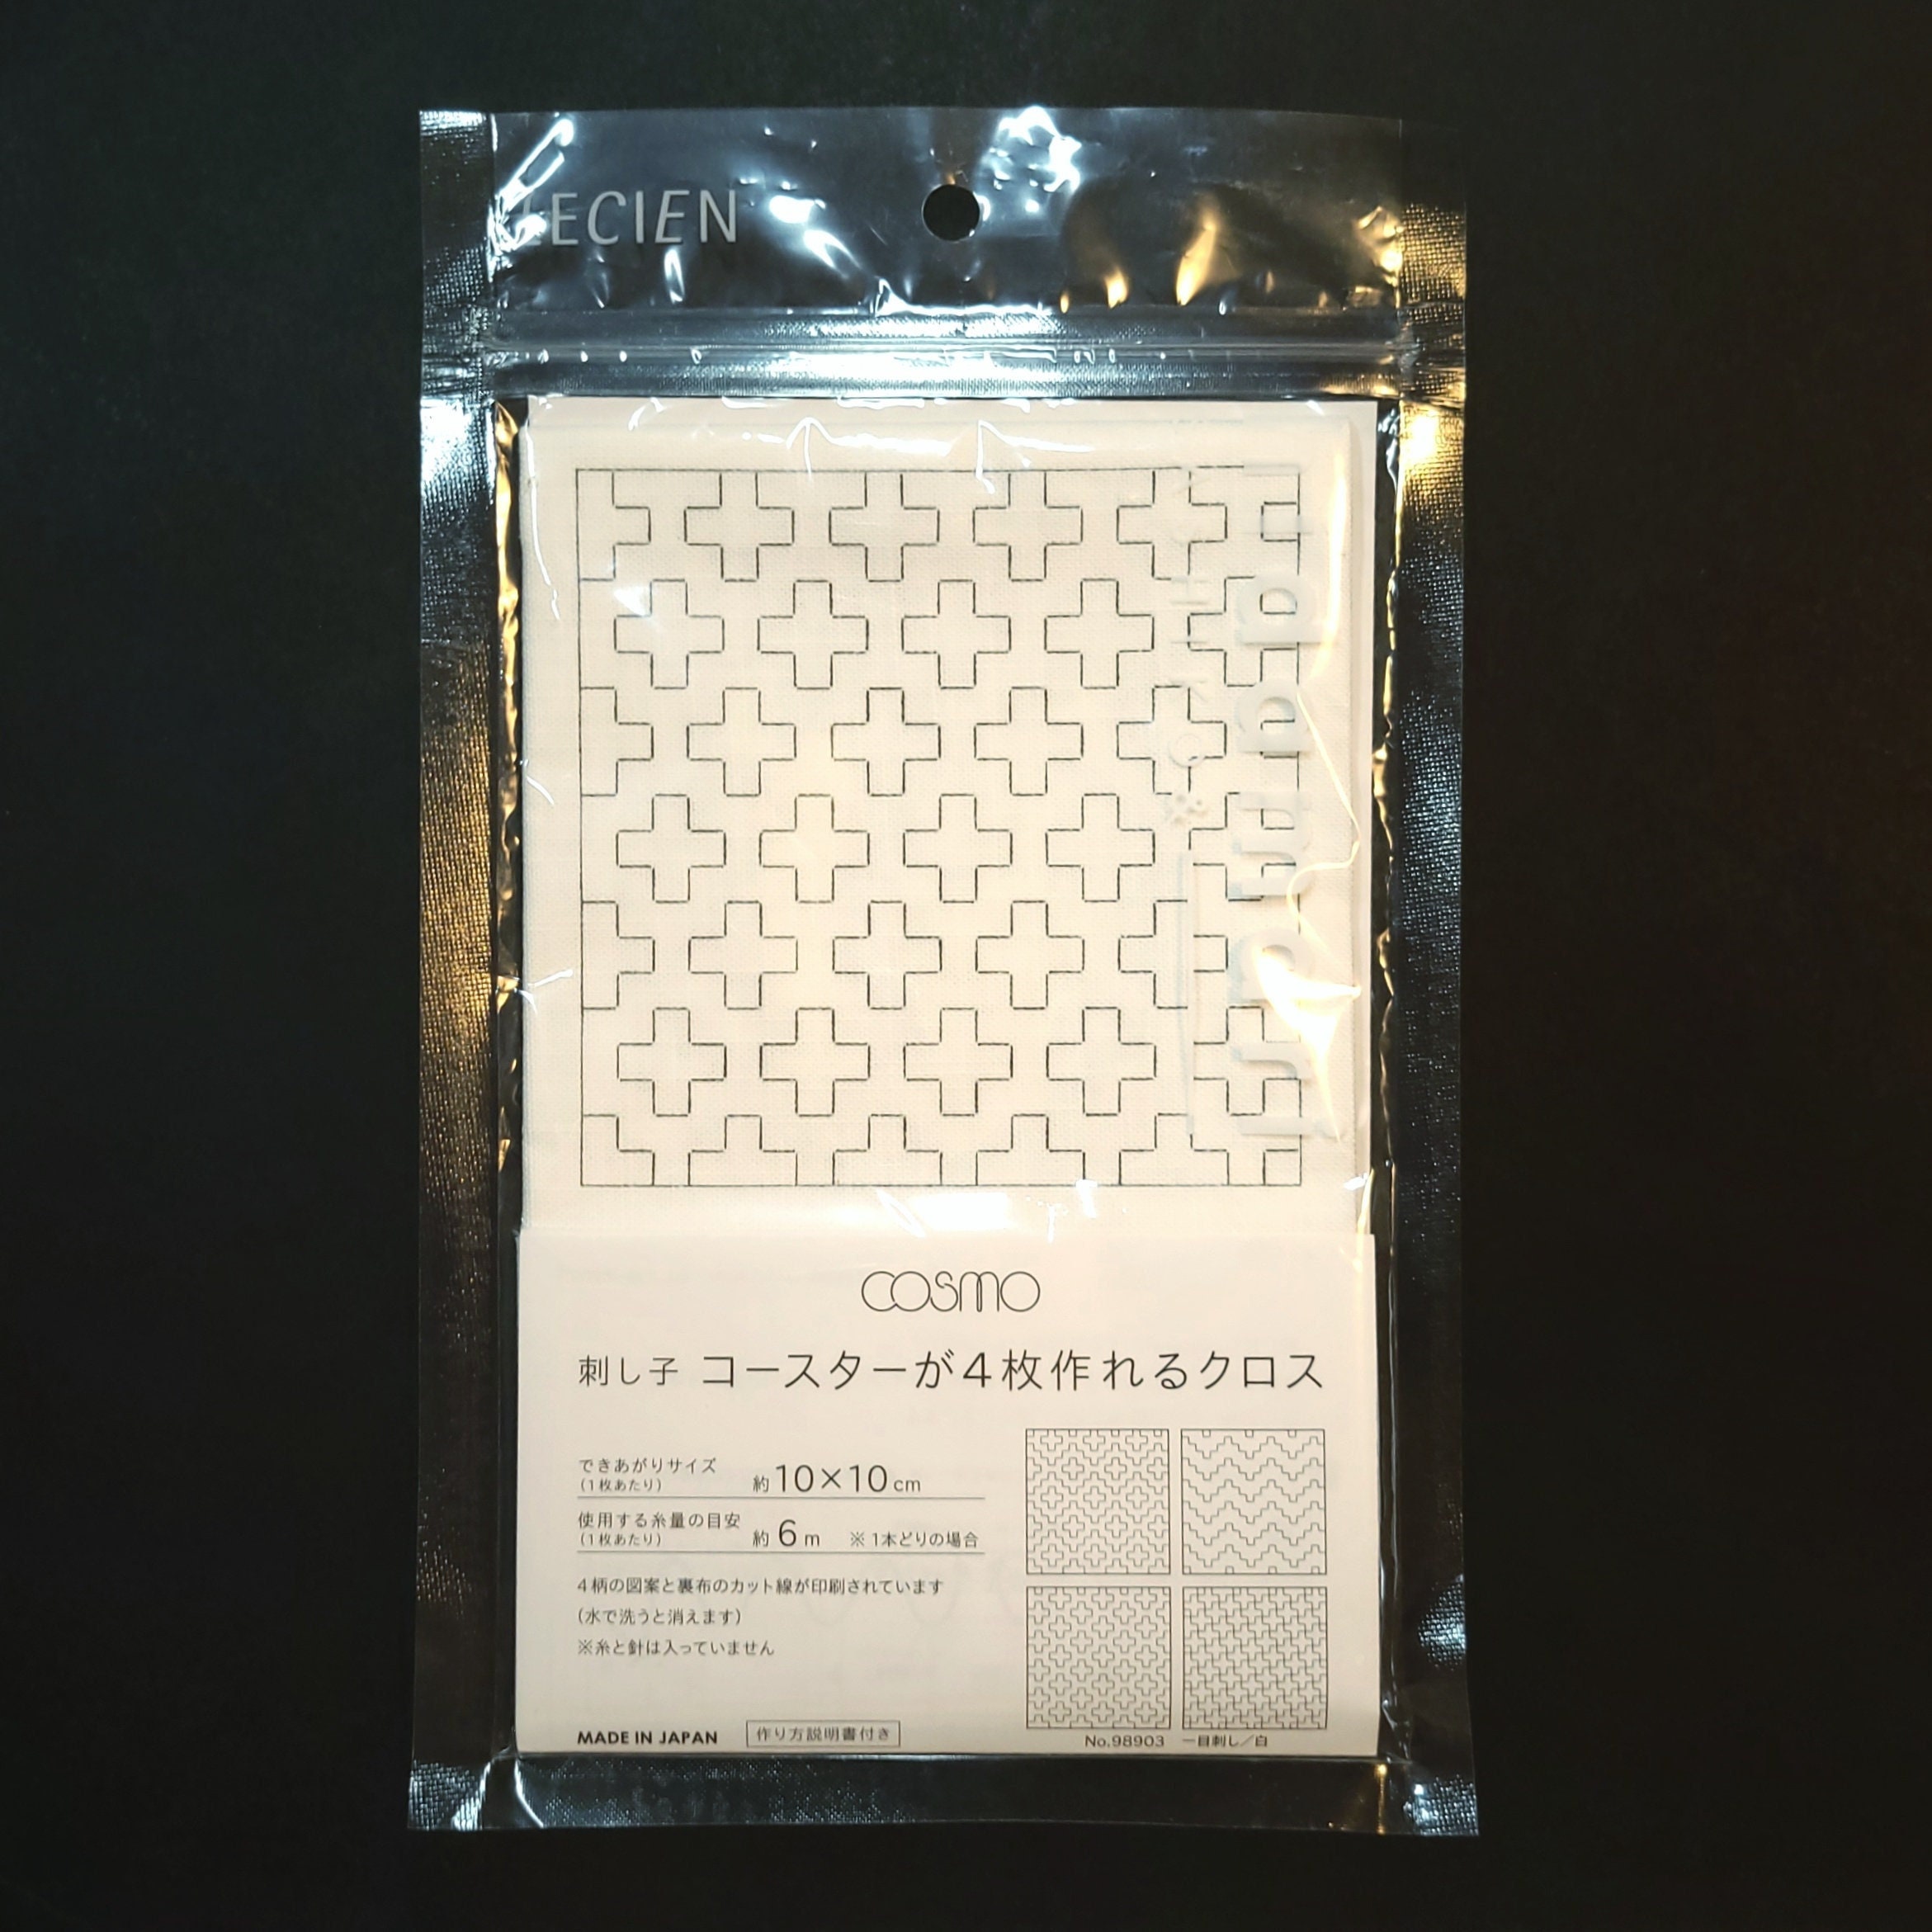 LECIEN
hidamari
sashiko
COSMO
刺し子 コースターが4枚作れるクロス
できあがりサイズ
(1枚あたり) 約10×10cm
使用する糸量の目安
(1枚あたり) 約6m ※1本どりの場合
4柄の図案と裏布のカット線が印刷されています
(水で洗うと消えます)
※糸と針は入っていません
MADE IN JAPAN 作り方説明書付き
No.98903 一目刺し/白